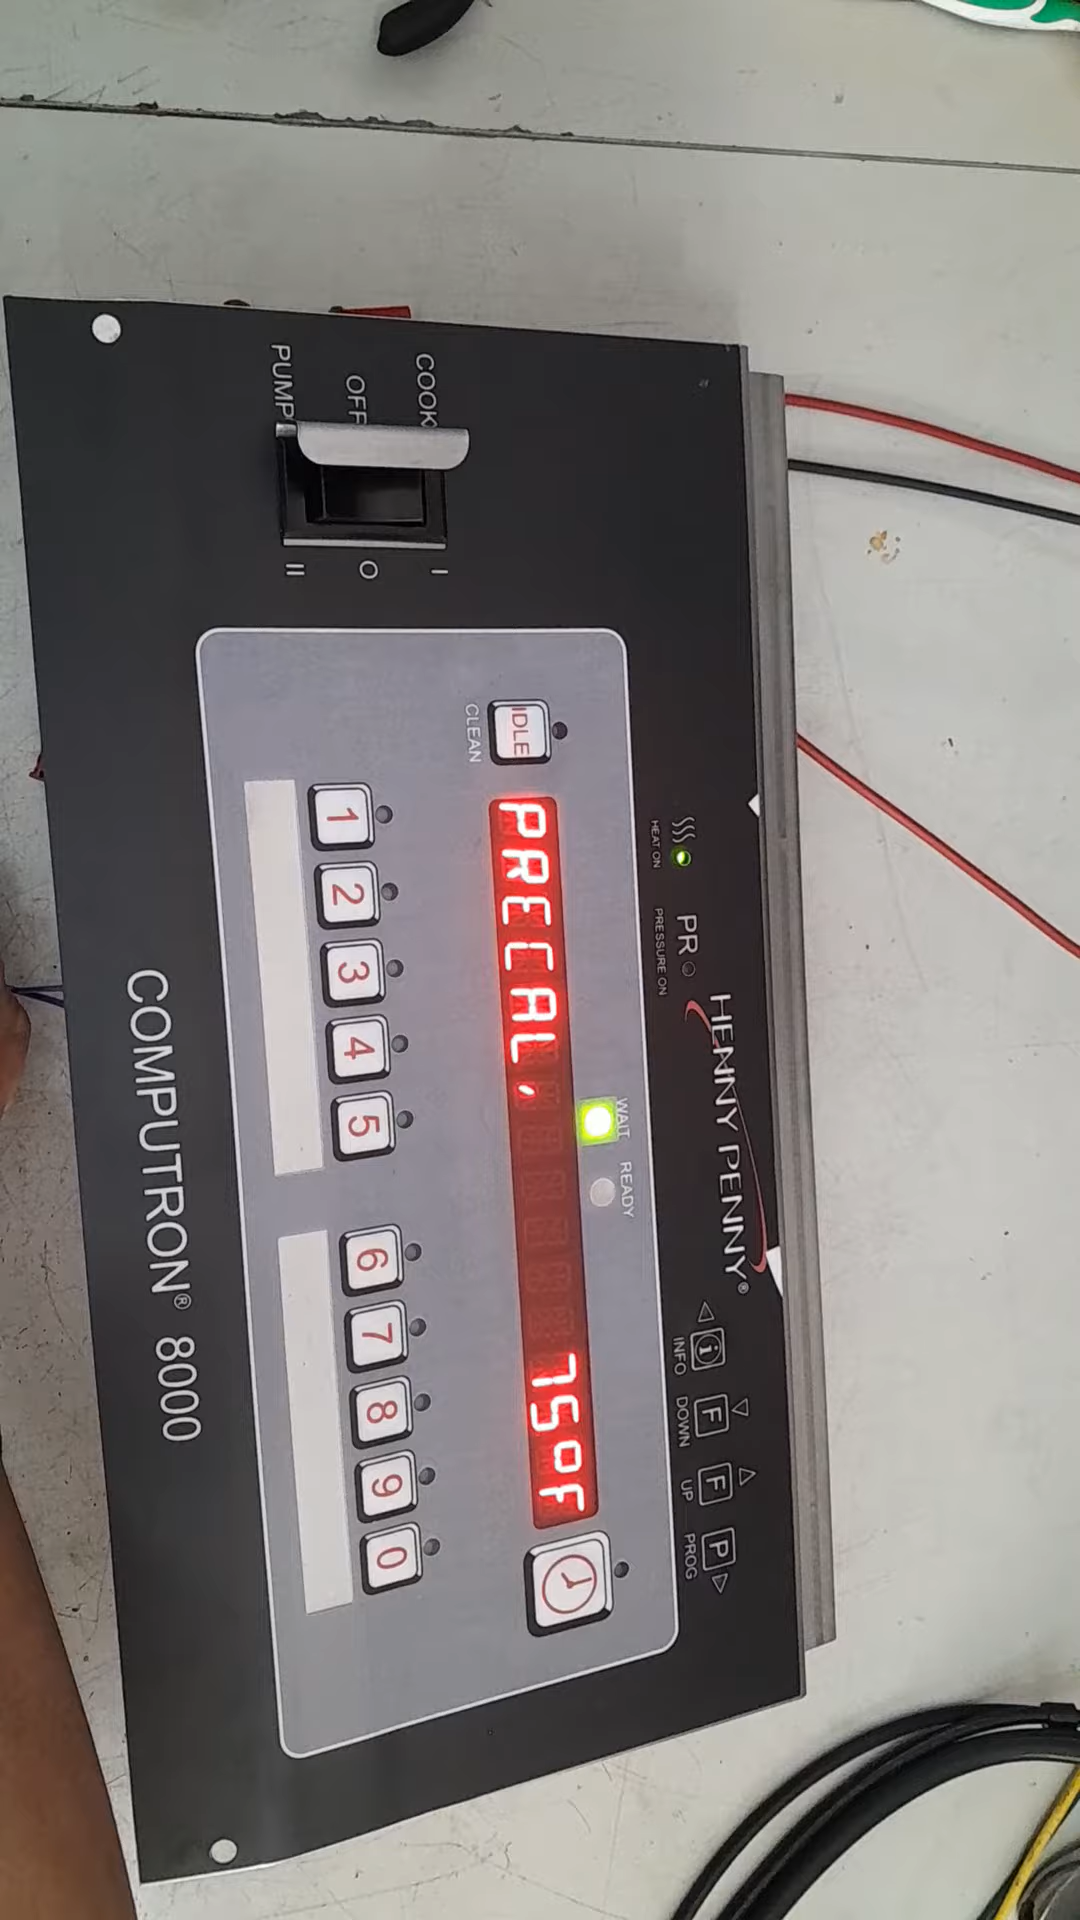 HENNY PENNY®
HEAT ON
PR
PRESSURE ON
INFO
F
DOWN
F
UP
P
PROG
WAIT
READY
COOK
OFF
PUMP
I
O
II
IDLE
CLEAN
PRECAL, 750F
1 2 3 4 5 6 7 8 9 0
COMPUTRON® 8000